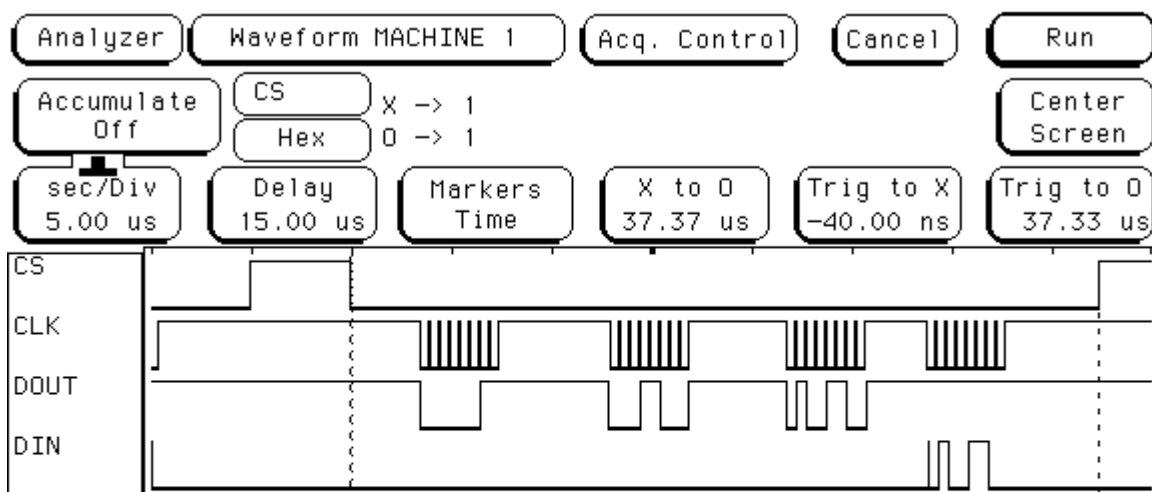 Analyzer Waveform MACHINE 1 Acq. Control Cancel Run
Accumulate Off
CS X -> 1
Hex O -> 1
Center Screen
sec/Div 5.00 us
Delay 15.00 us
Markers Time
X to O 37.37 us
Trig to X -40.00 ns
Trig to O 37.33 us
CS
CLK
DOUT
DIN